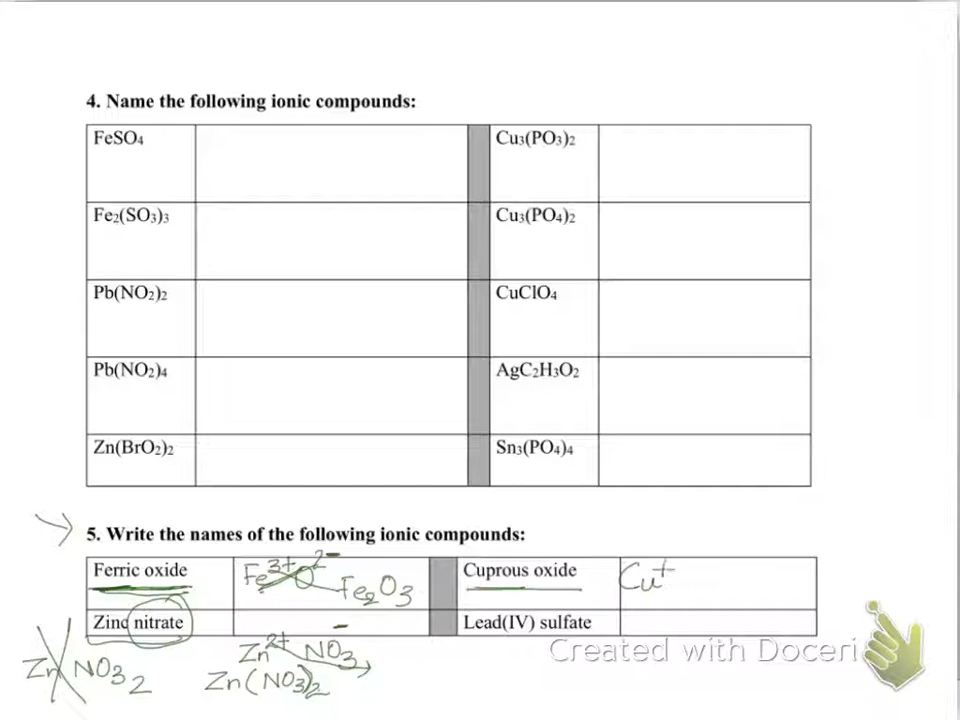 4. Name the following ionic compounds:
FeSO4 Cu3(PO3)2
Fe2(SO3)3 Cu3(PO4)2
Pb(NO2)2 CuClO4
Pb(NO2)4 AgC2H3O2
Zn(BrO2)2 Sn3(PO4)4
5. Write the names of the following ionic compounds:
Ferric oxide Fe3+ O2- Fe2O3 Cuprous oxide Cu+
Zinc nitrate Lead(IV) sulfate
Zn2+ NO3-
Zn NO3 2 Zn(NO3)2
Created with Doceri